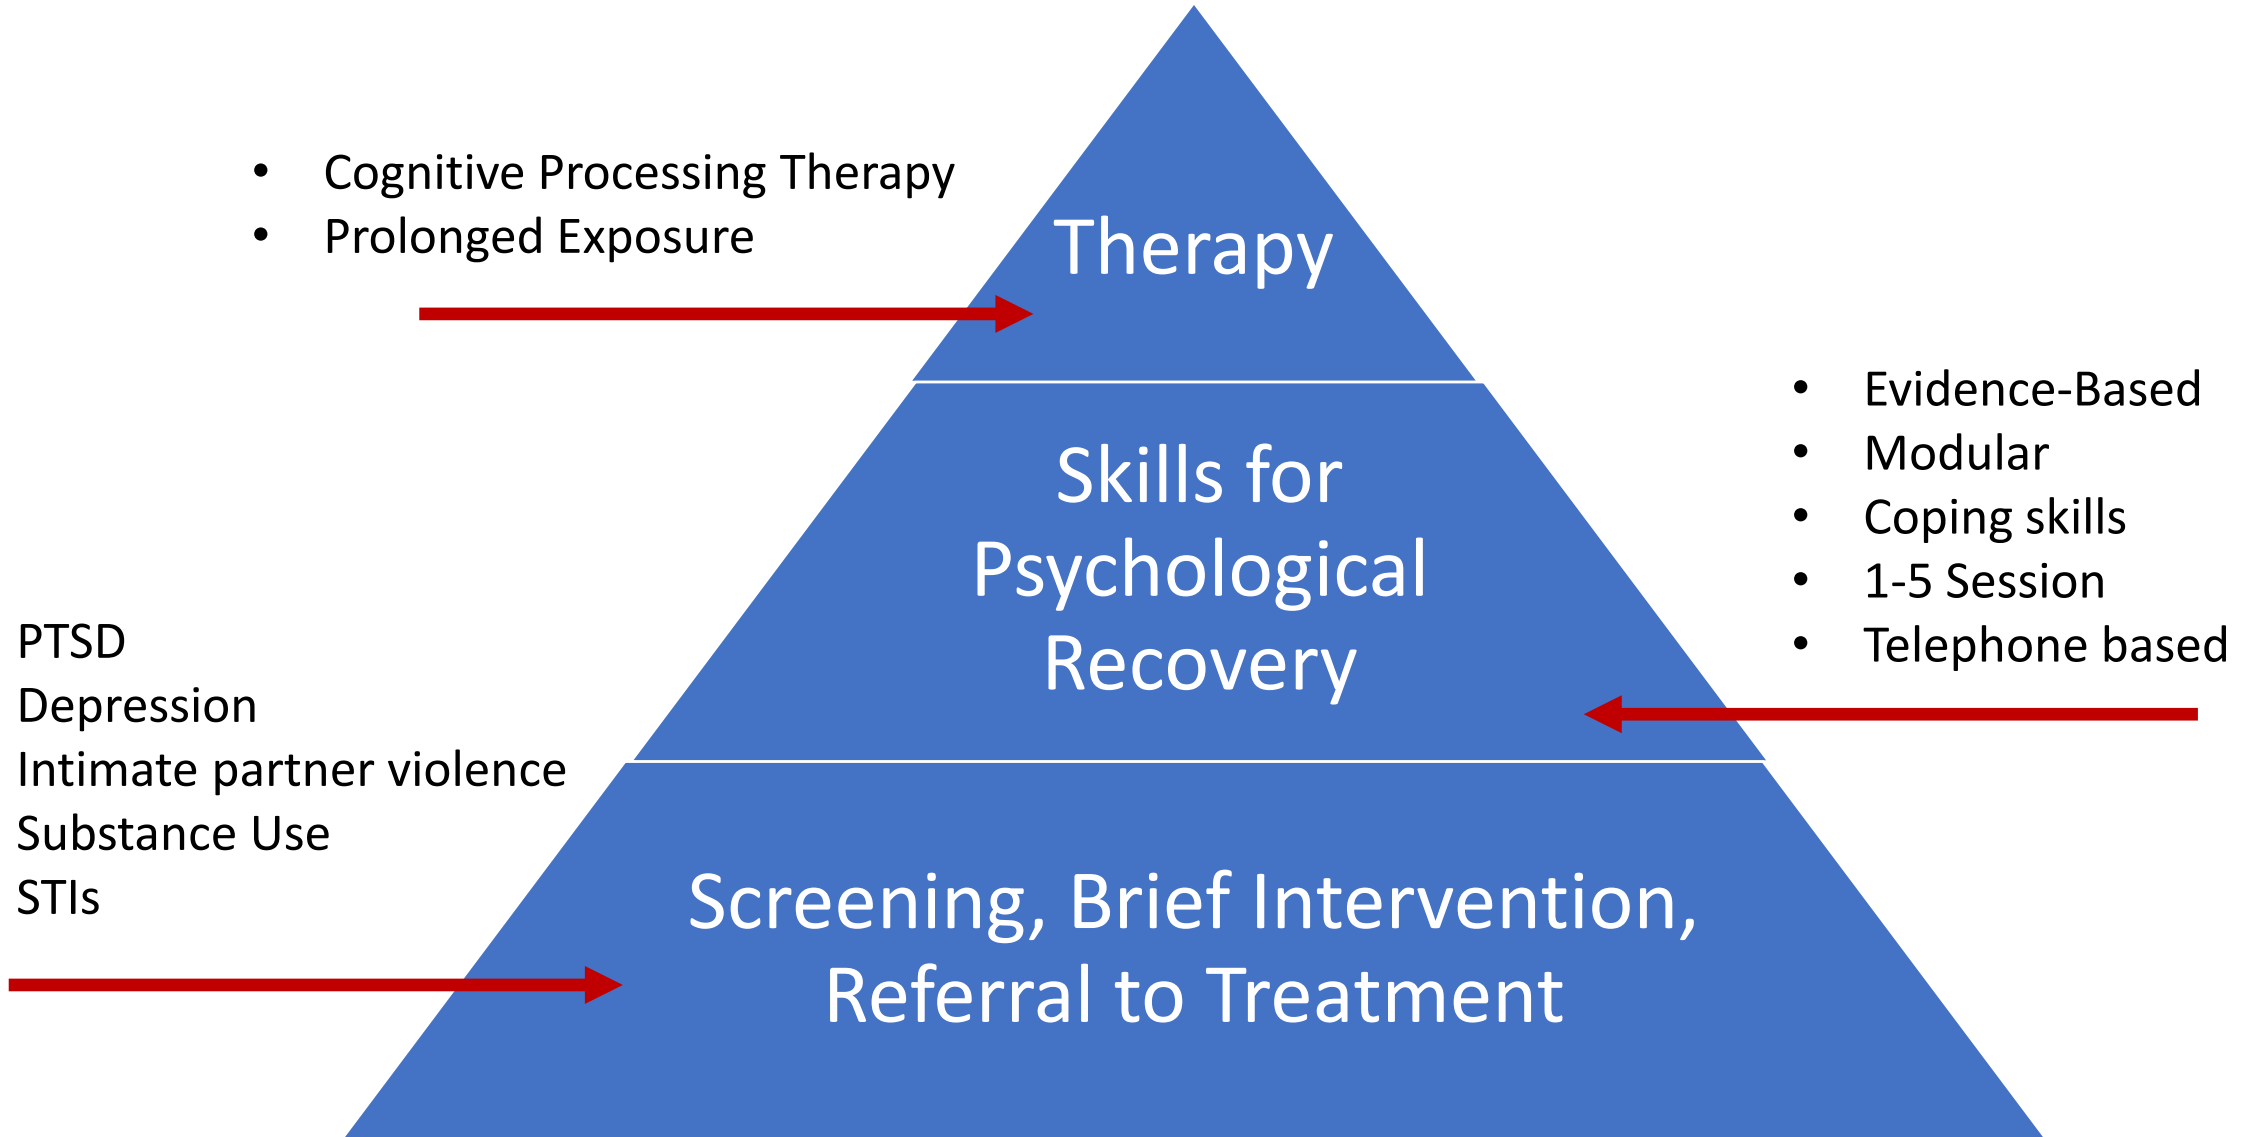 • Cognitive Processing Therapy
• Prolonged Exposure
Therapy
• Evidence-Based
• Modular
• Coping skills
• 1-5 Session
• Telephone based
Skills for
Psychological
Recovery
PTSD
Depression
Intimate partner violence
Substance Use
STIs
Screening, Brief Intervention,
Referral to Treatment